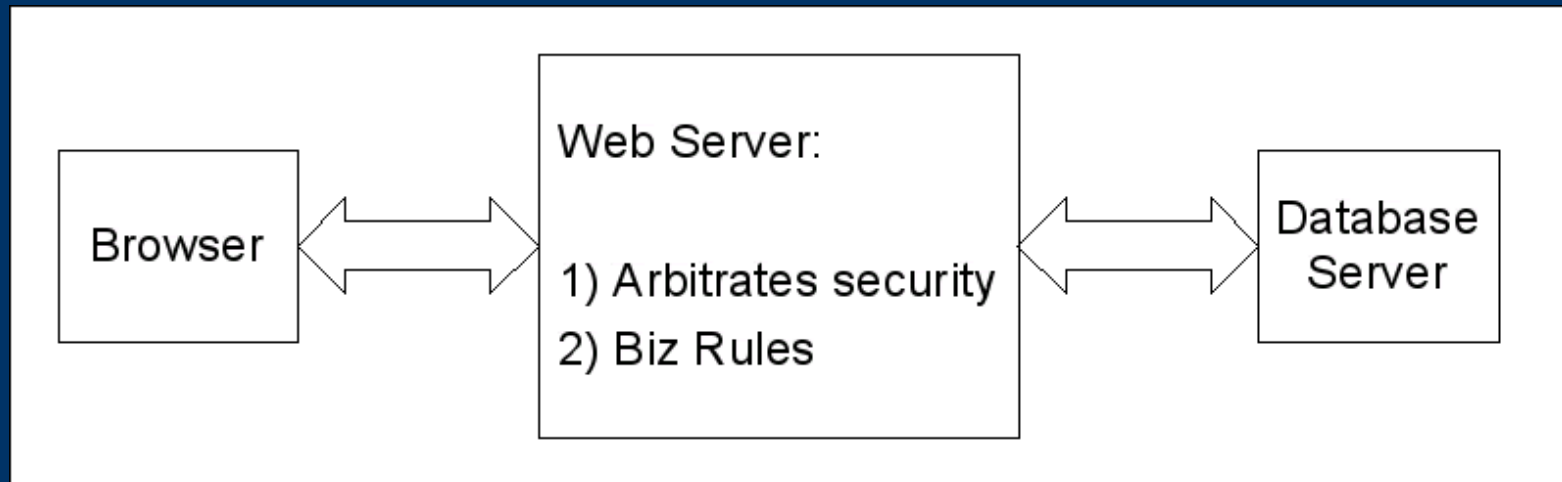 Browser
Web Server:
1) Arbitrates security
2) Biz Rules
Database
Server